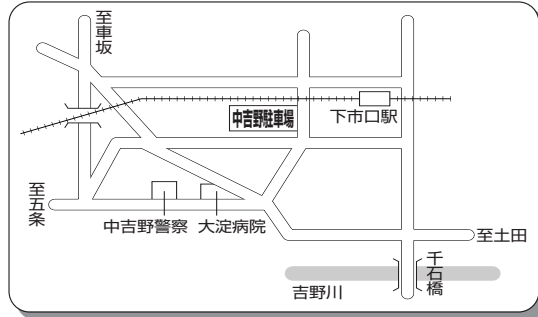 至車坂
中吉野駐車場
下市口駅
至五条
中吉野警察
大淀病院
至土田
千石橋
吉野川